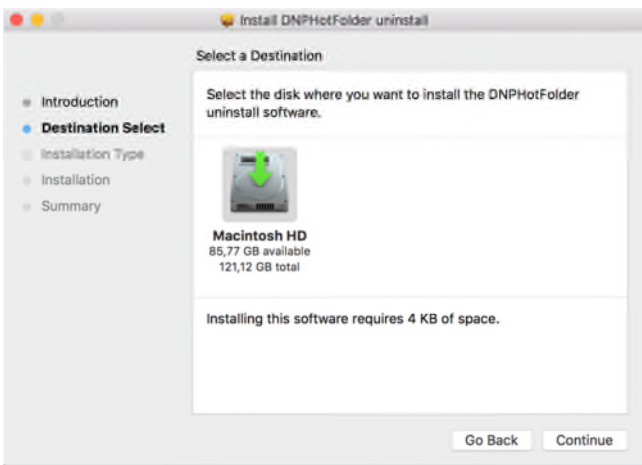 Install DNPHotFolder uninstall
Select a Destination
Introduction
Destination Select
Installation Type
Installation
Summary
Select the disk where you want to install the DNPHotFolder
uninstall software.
Macintosh HD
85,77 GB available
121,12 GB total
Installing this software requires 4 KB of space.
Go Back
Continue